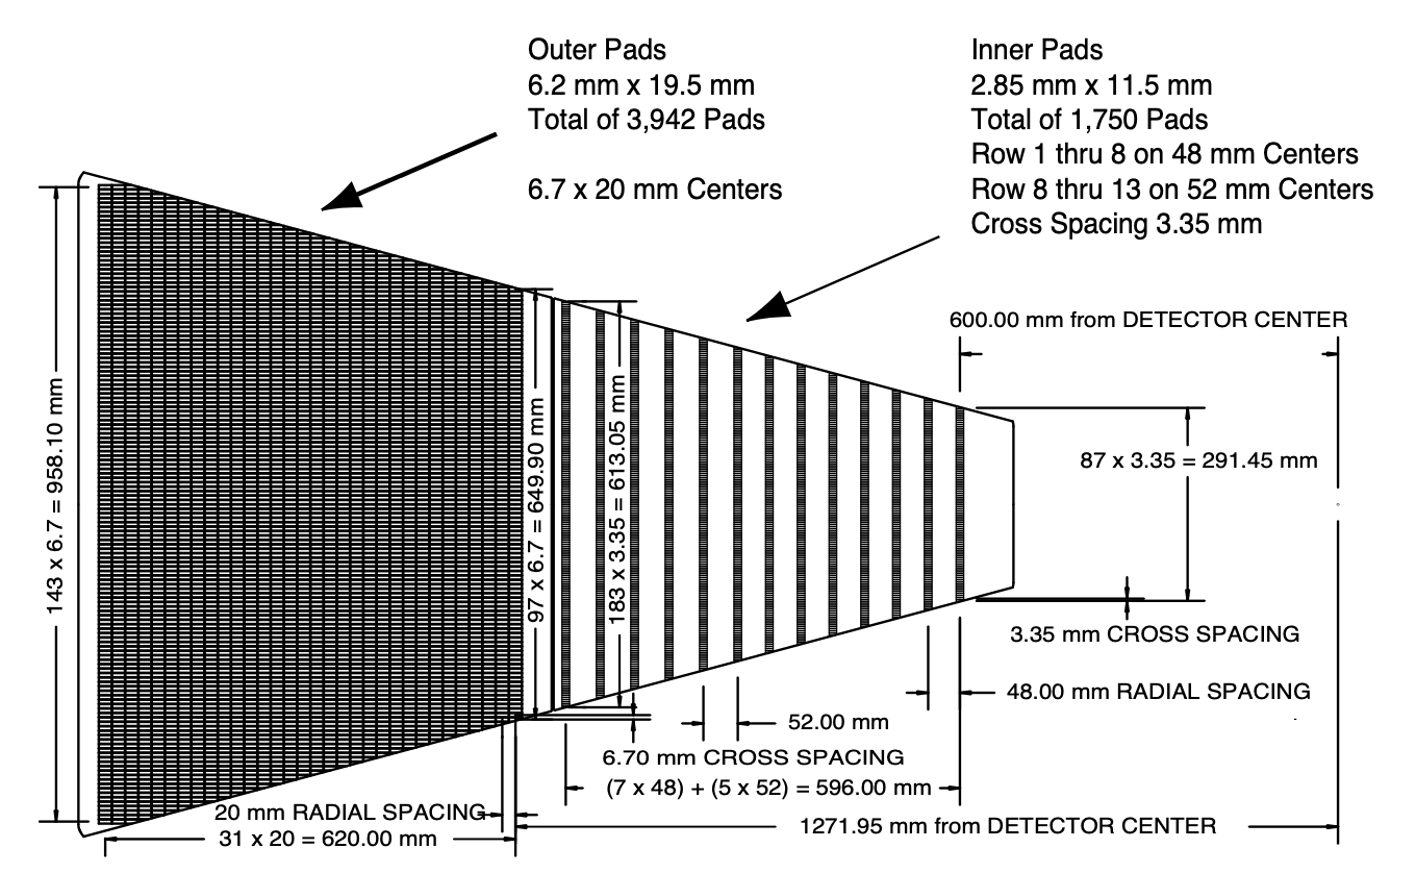 Outer Pads
6.2 mm x 19.5 mm
Total of 3,942 Pads
6.7 x 20 mm Centers
Inner Pads
2.85 mm x 11.5 mm
Total of 1,750 Pads
Row 1 thru 8 on 48 mm Centers
Row 8 thru 13 on 52 mm Centers
Cross Spacing 3.35 mm
600.00 mm from DETECTOR CENTER
143 x 6.7 = 958.10 mm
97 x 6.7 = 649.90 mm
183 x 3.35 = 613.05 mm
87 x 3.35 = 291.45 mm
3.35 mm CROSS SPACING
48.00 mm RADIAL SPACING
52.00 mm
6.70 mm CROSS SPACING
(7 x 48) + (5 x 52) = 596.00 mm
20 mm RADIAL SPACING
31 x 20 = 620.00 mm
1271.95 mm from DETECTOR CENTER